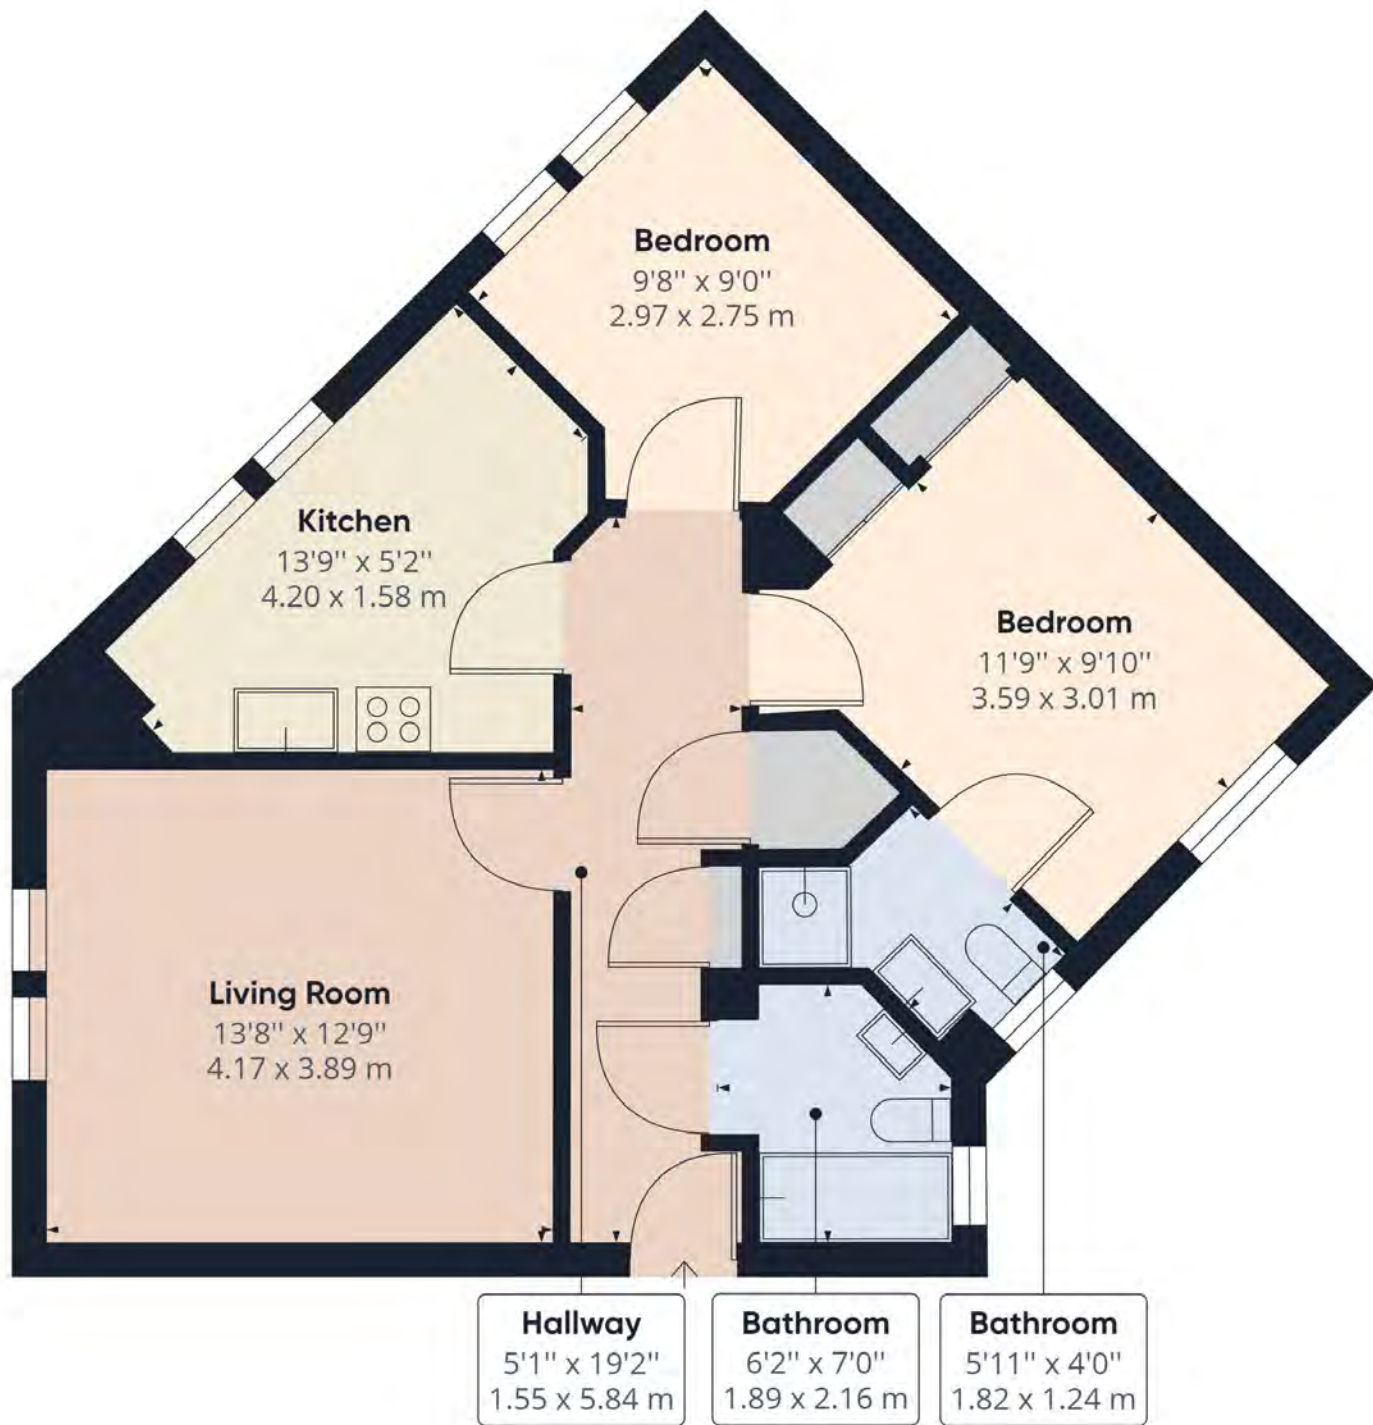 Bedroom
9'8'' x 9'0''
2.97 x 2.75 m
Kitchen
13'9'' x 5'2''
4.20 x 1.58 m
Bedroom
11'9'' x 9'10''
3.59 x 3.01 m
Living Room
13'8'' x 12'9''
4.17 x 3.89 m
Hallway
5'1'' x 19'2''
1.55 x 5.84 m
Bathroom
6'2'' x 7'0''
1.89 x 2.16 m
Bathroom
5'11'' x 4'0''
1.82 x 1.24 m